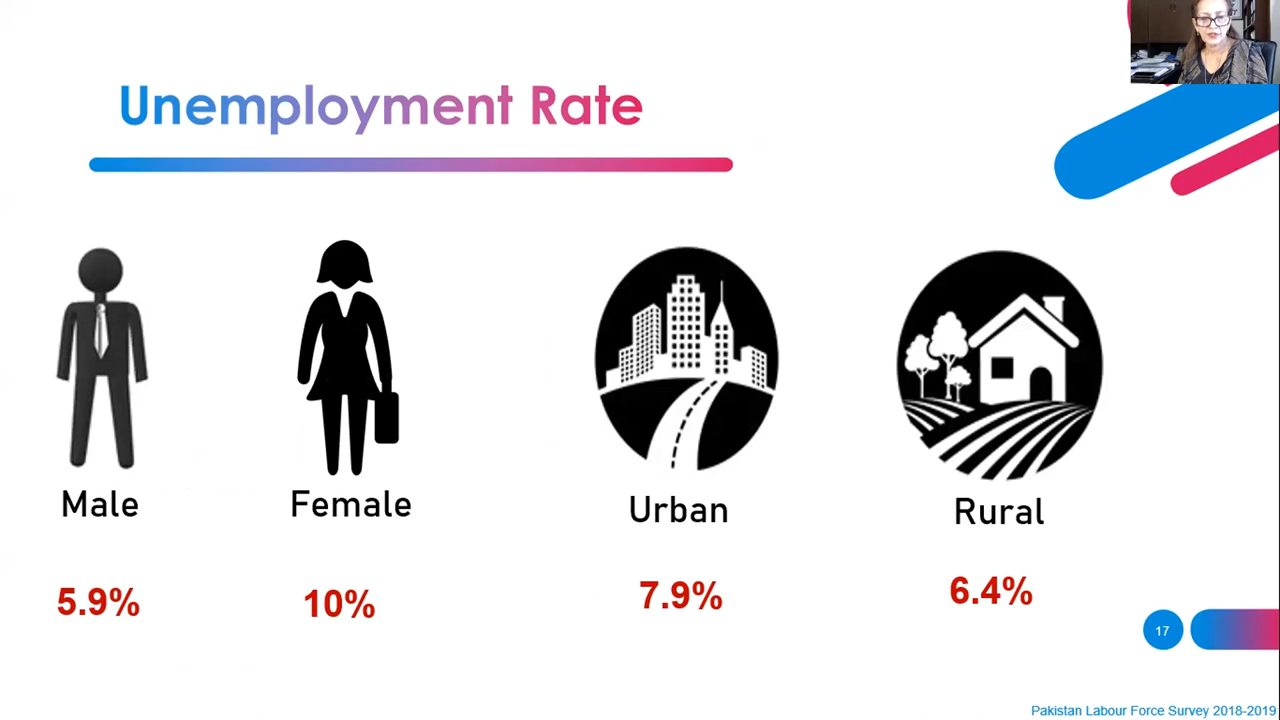 Unemployment Rate
Male
Female
Urban
Rural
5.9%
10%
7.9%
6.4%
17
Pakistan Labour Force Survey 2018-2019